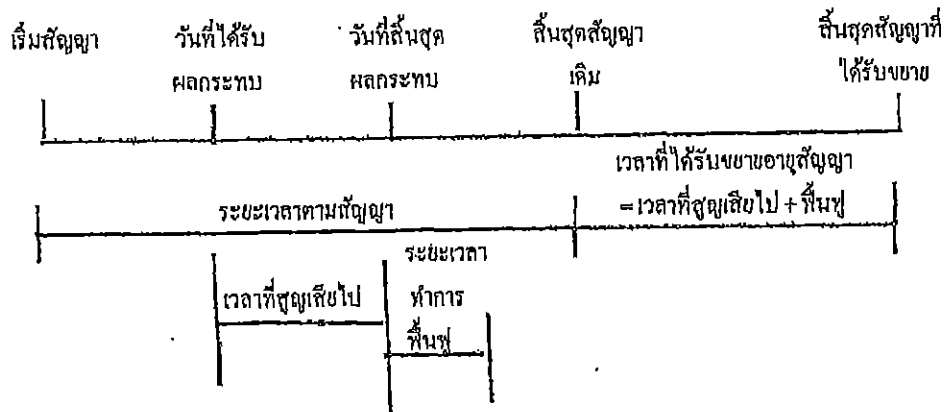 เริ่มสัญญา
วันที่ได้รับ
ผลกระทบ
วันที่สิ้นสุด
ผลกระทบ
สิ้นสุดสัญญา
เดิม
สิ้นสุดสัญญาที่
ได้รับขยาย
เวลาที่ได้รับขยายอายุสัญญา
=เวลาที่สูญเสียไป + ฟื้นฟู
ระยะเวลาตามสัญญา
เวลาที่สูญเสียไป
ระยะเวลา
ทำการ
ฟื้นฟู